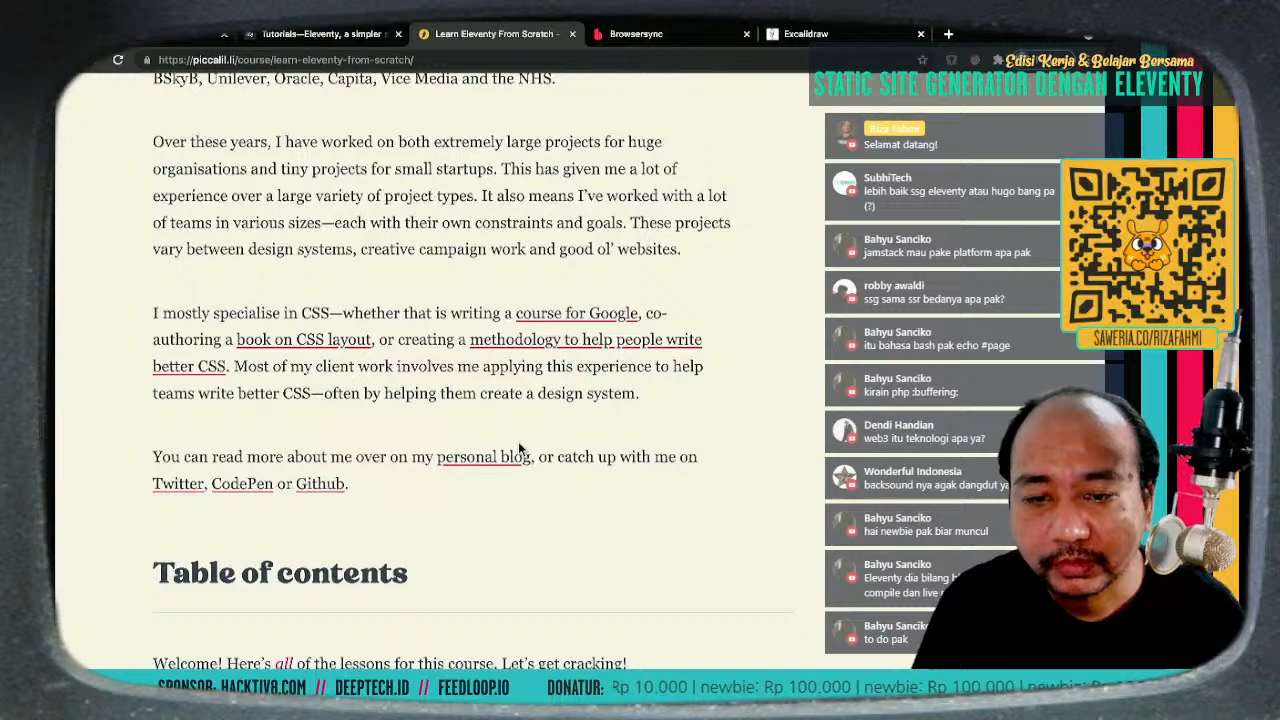 Tutorials—Eleventy, a simpler s
Learn Eleventy From Scratch –
Browsersync
Excalidraw
https://piccalil.li/course/learn-eleventy-from-scratch/
Edisi Kerja & Belajar Bersama
STATIC SITE GENERATOR DENGAN ELEVENTY
BSkyB, Unilever, Oracle, Capita, Vice Media and the NHS.
Over these years, I have worked on both extremely large projects for huge
organisations and tiny projects for small startups. This has given me a lot of
experience over a large variety of project types. It also means I’ve worked with a lot
of teams in various sizes—each with their own constraints and goals. These projects
vary between design systems, creative campaign work and good ol’ websites.
I mostly specialise in CSS—whether that is writing a course for Google, co-
authoring a book on CSS layout, or creating a methodology to help people write
better CSS. Most of my client work involves me applying this experience to help
teams write better CSS—often by helping them create a design system.
You can read more about me over on my personal blog, or catch up with me on
Twitter, CodePen or Github.
Table of contents
Welcome! Here’s all of the lessons for this course. Let’s get cracking!
Riza Fahmi
Selamat datang!
SubhiTech
lebih baik ssg eleventy atau hugo bang pa
(?)
Bahyu Sanciko
jamstack mau pake platform apa pak
robby awaldi
ssg sama ssr bedanya apa pak?
Bahyu Sanciko
itu bahasa bash pak echo #page
Bahyu Sanciko
kirain php :buffering:
Dendi Handian
web3 itu teknologi apa ya?
Wonderful Indonesia
backsound nya agak dangdut ya
Bahyu Sanciko
hai newbie pak biar muncul
Bahyu Sanciko
Eleventy dia bilang
compile dan live
Bahyu Sanciko
to do pak
SAWERIA.CO/RIZAFAHMI
SPONSOR: HACKTIV8.COM // DEEPTECH.ID // FEEDLOOP.IO
DONATUR: Rp 10.000 | newbie: Rp 100.000 | newbie: Rp 100.000 | newbie: Rp